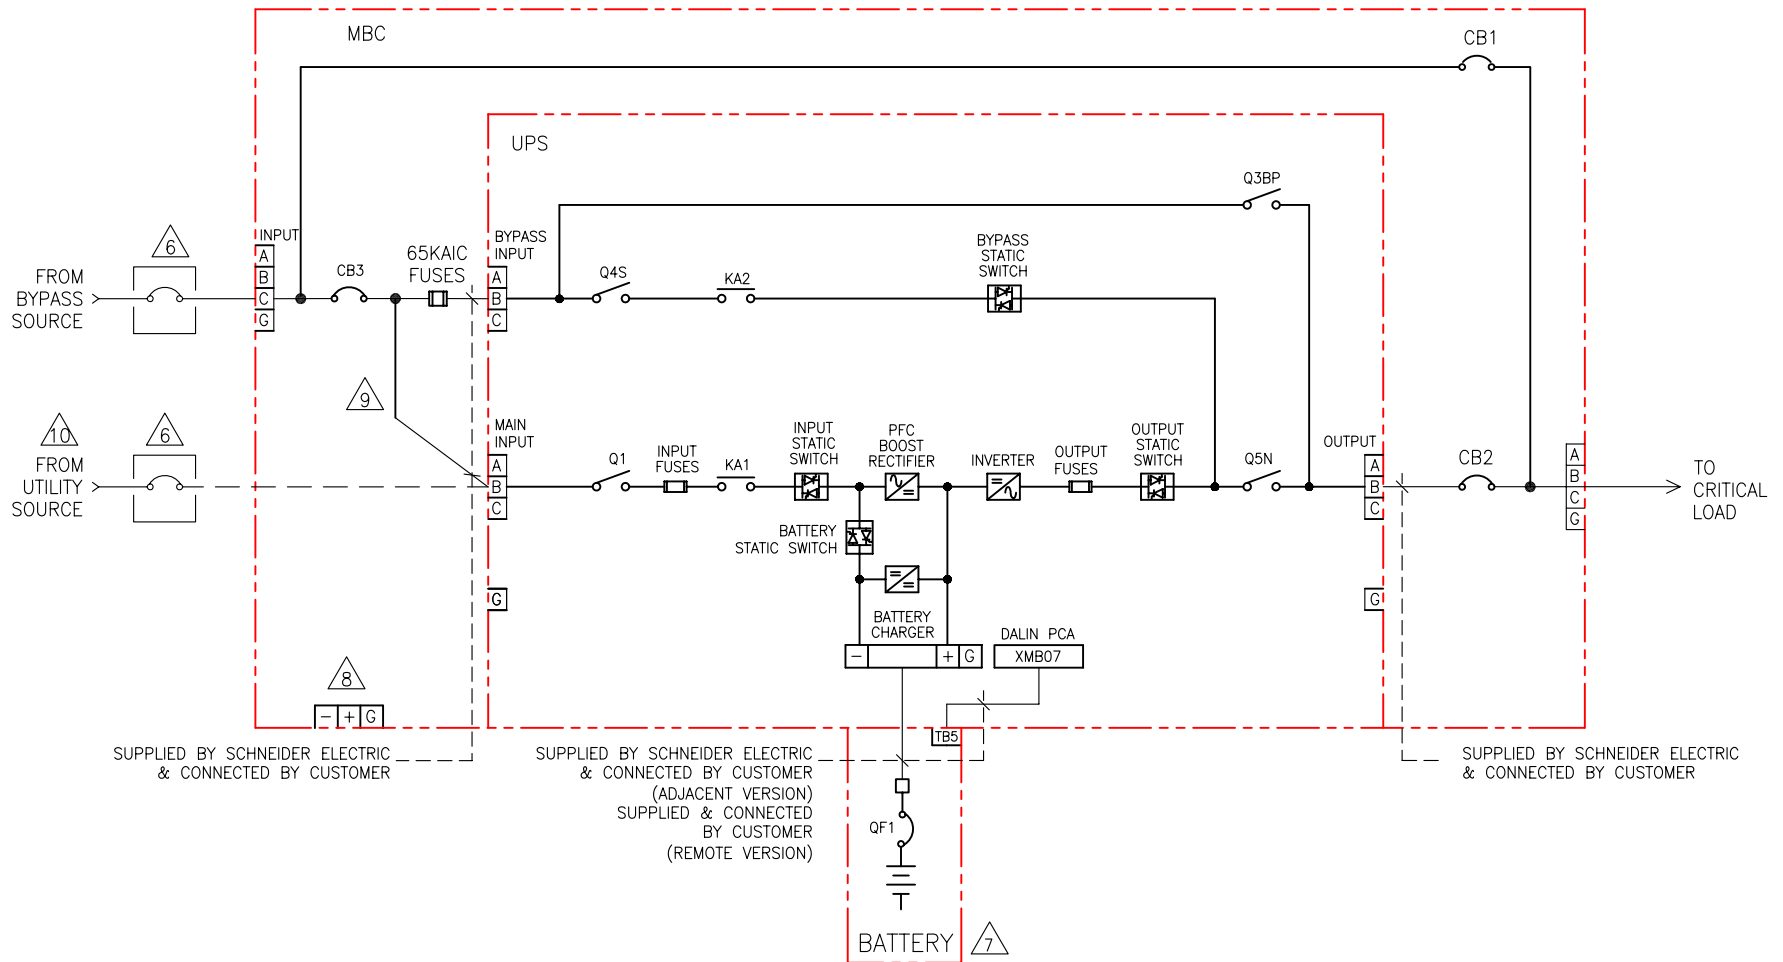 MBC
CB1
UPS
Q3BP
6
INPUT
A
B
C
G
FROM
BYPASS
SOURCE
CB3
65KAIC
FUSES
BYPASS
INPUT
A
B
C
Q4S
KA2
BYPASS
STATIC
SWITCH
9
10
FROM
UTILITY
SOURCE
6
MAIN
INPUT
A
B
C
Q1
INPUT
FUSES
KA1
INPUT
STATIC
SWITCH
PFC
BOOST
RECTIFIER
INVERTER
OUTPUT
FUSES
OUTPUT
STATIC
SWITCH
Q5N
OUTPUT
A
B
C
CB2
A
B
C
G
TO
CRITICAL
LOAD
BATTERY
STATIC SWITCH
G
G
BATTERY
CHARGER
- + G
DALIN PCA
XMB07
8
- + G
TB5
SUPPLIED BY SCHNEIDER ELECTRIC
& CONNECTED BY CUSTOMER
SUPPLIED BY SCHNEIDER ELECTRIC
& CONNECTED BY CUSTOMER
(ADJACENT VERSION)
SUPPLIED & CONNECTED
BY CUSTOMER
(REMOTE VERSION)
SUPPLIED BY SCHNEIDER ELECTRIC
& CONNECTED BY CUSTOMER
QF1
BATTERY
7